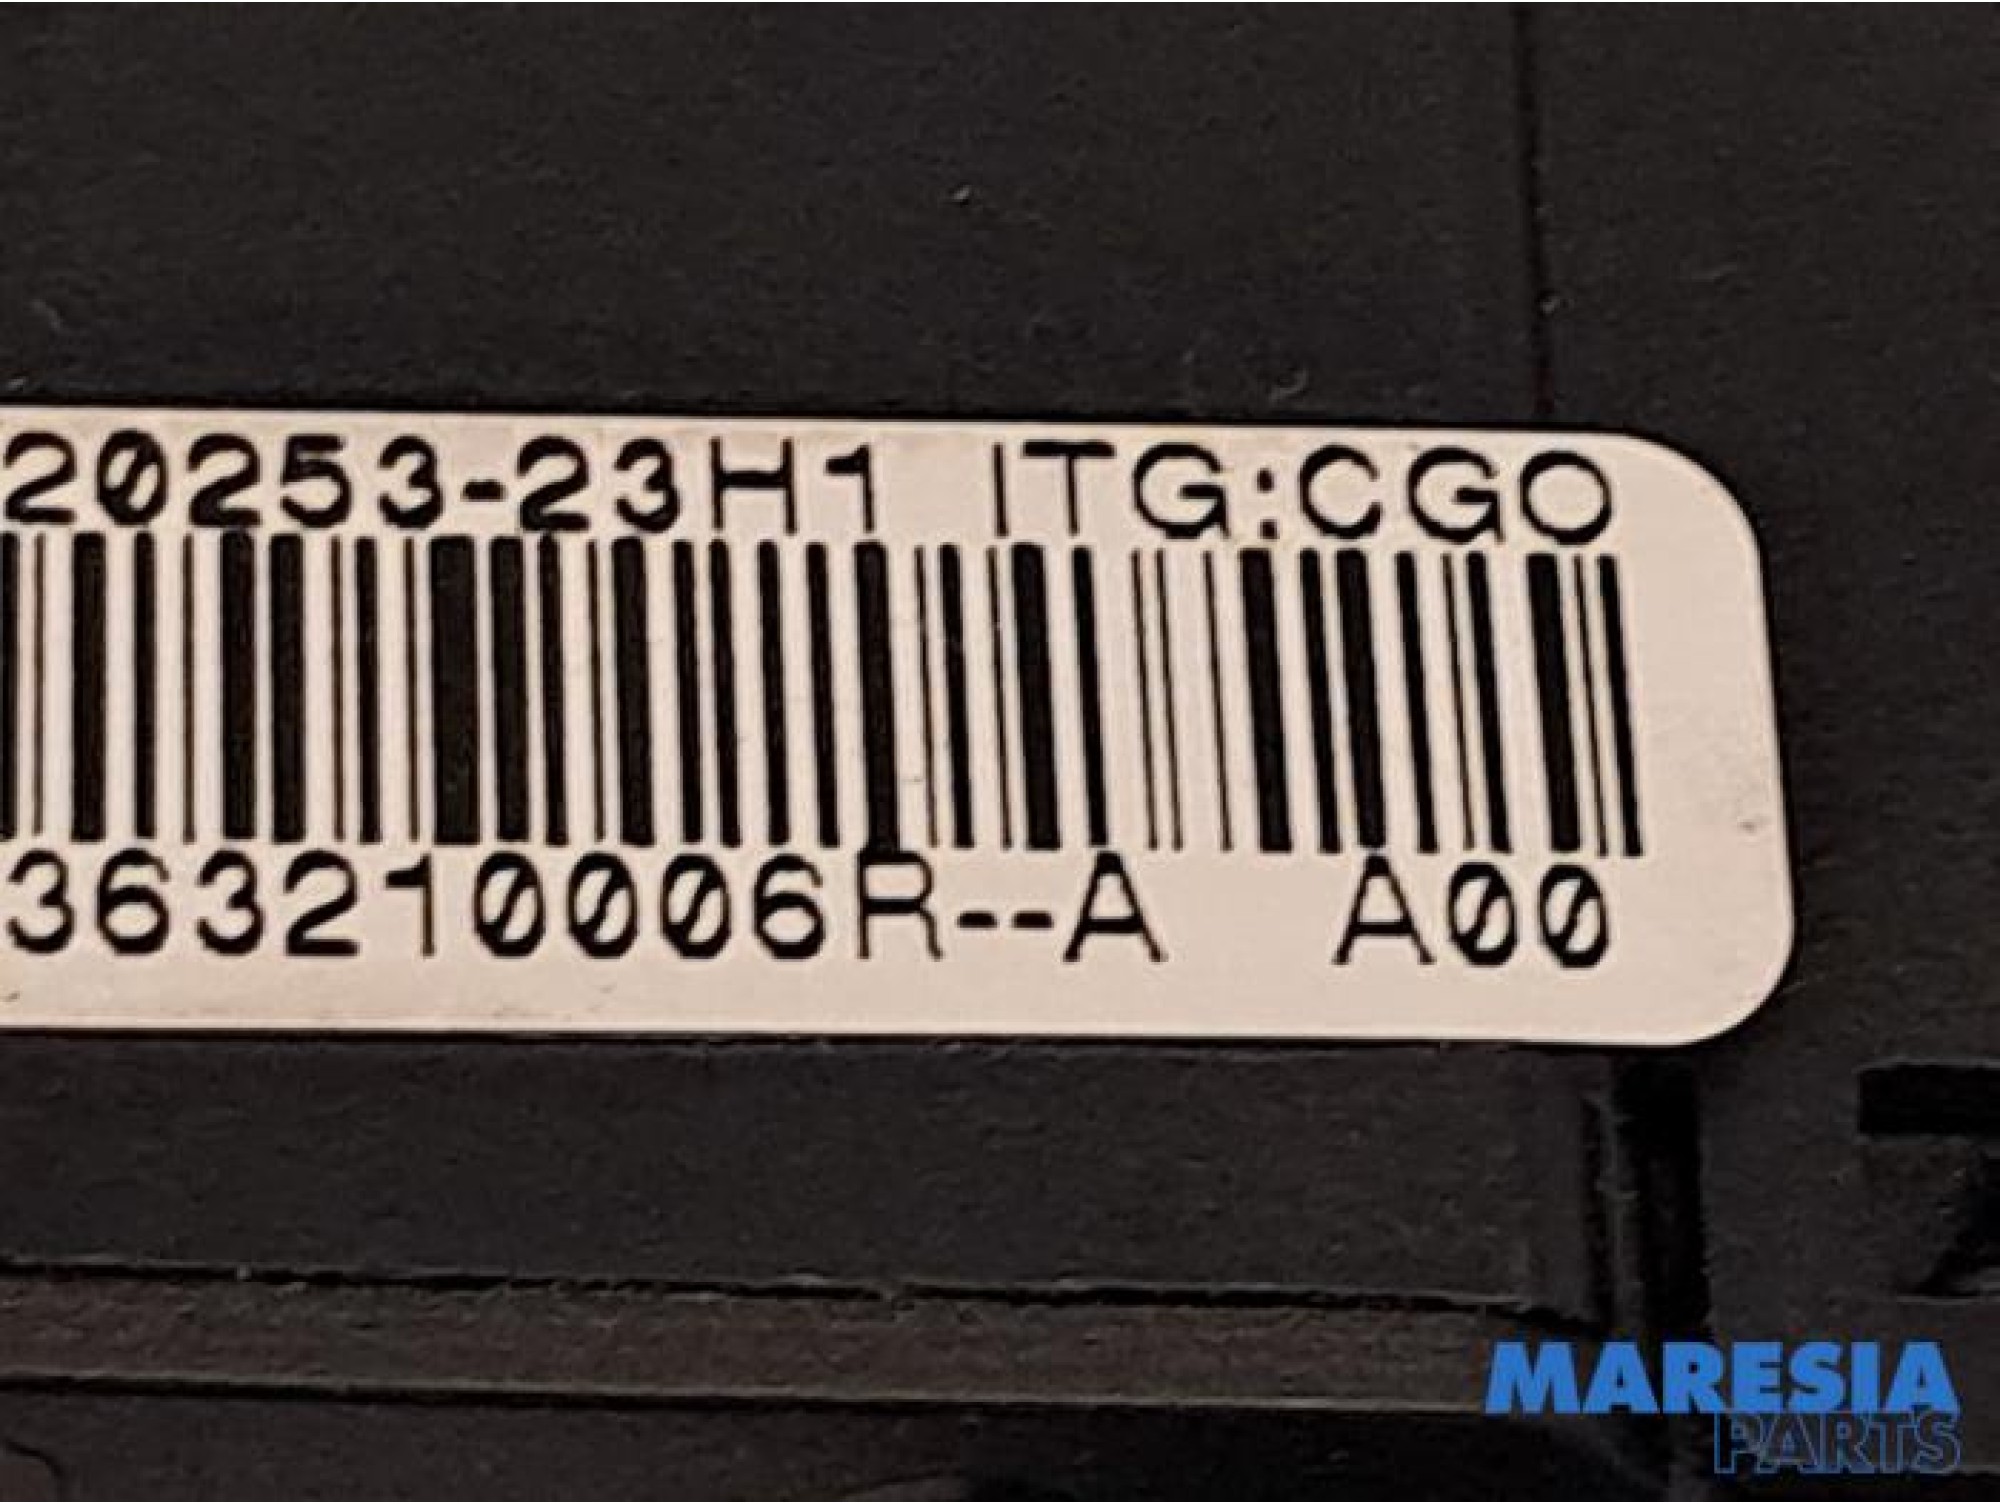 20253-23H1 ITG:CGO
363210006R--A A00
MARESIA
PARTS